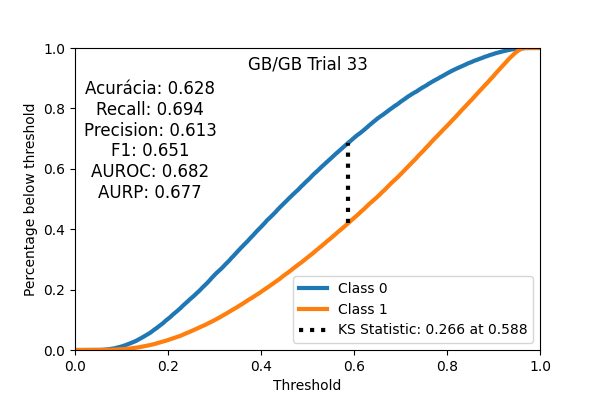 GB/GB Trial 33
Acurácia: 0.628
Recall: 0.694
Precision: 0.613
F1: 0.651
AUROC: 0.682
AURP: 0.677
Percentage below threshold
1.0
0.8
0.6
0.4
0.2
0.0
Class 0
Class 1
KS Statistic: 0.266 at 0.588
0.0 0.2 0.4 0.6 0.8 1.0
Threshold